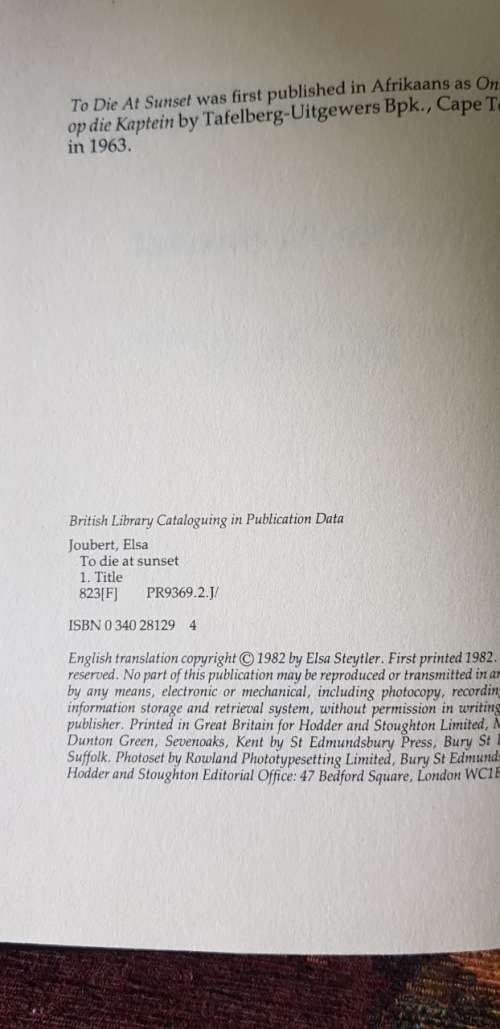 To Die At Sunset was first published in Afrikaans as
op die Kaptein by Tafelberg-Uitgewers Bpk., Cape
in 1963.
British Library Cataloguing in Publication Data
Joubert, Elsa
To die at sunset
1. Title
823[F] PR9369.2.J/
ISBN 0 340 28129 4
English translation copyright © 1982 by Elsa Steytler. First printed 1982.
reserved. No part of this publication may be reproduced or transmitted in
by any means, electronic or mechanical, including photocopy,
information storage and retrieval system, without permission in writing
publisher. Printed in Great Britain for Hodder and Stoughton Limited,
Dunton Green, Sevenoaks, Kent by St Edmundsbury Press, Bury St
Suffolk. Photoset by Rowland Phototypesetting Limited, Bury St
Hodder and Stoughton Editorial Office: 47 Bedford Square, London